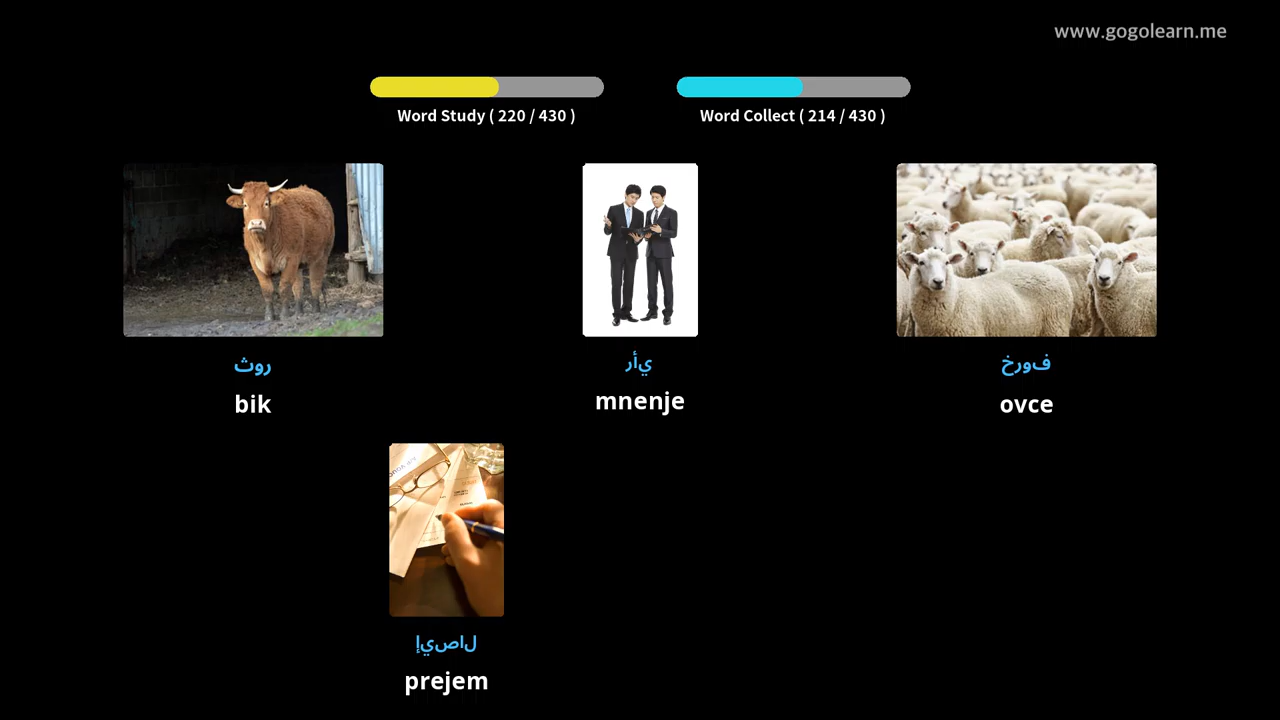 www.gogolearn.me
Word Study ( 220 / 430 )
Word Collect ( 214 / 430 )
روث
يأر
فورخ
bik
mnenje
ovce
لاصيإ
prejem